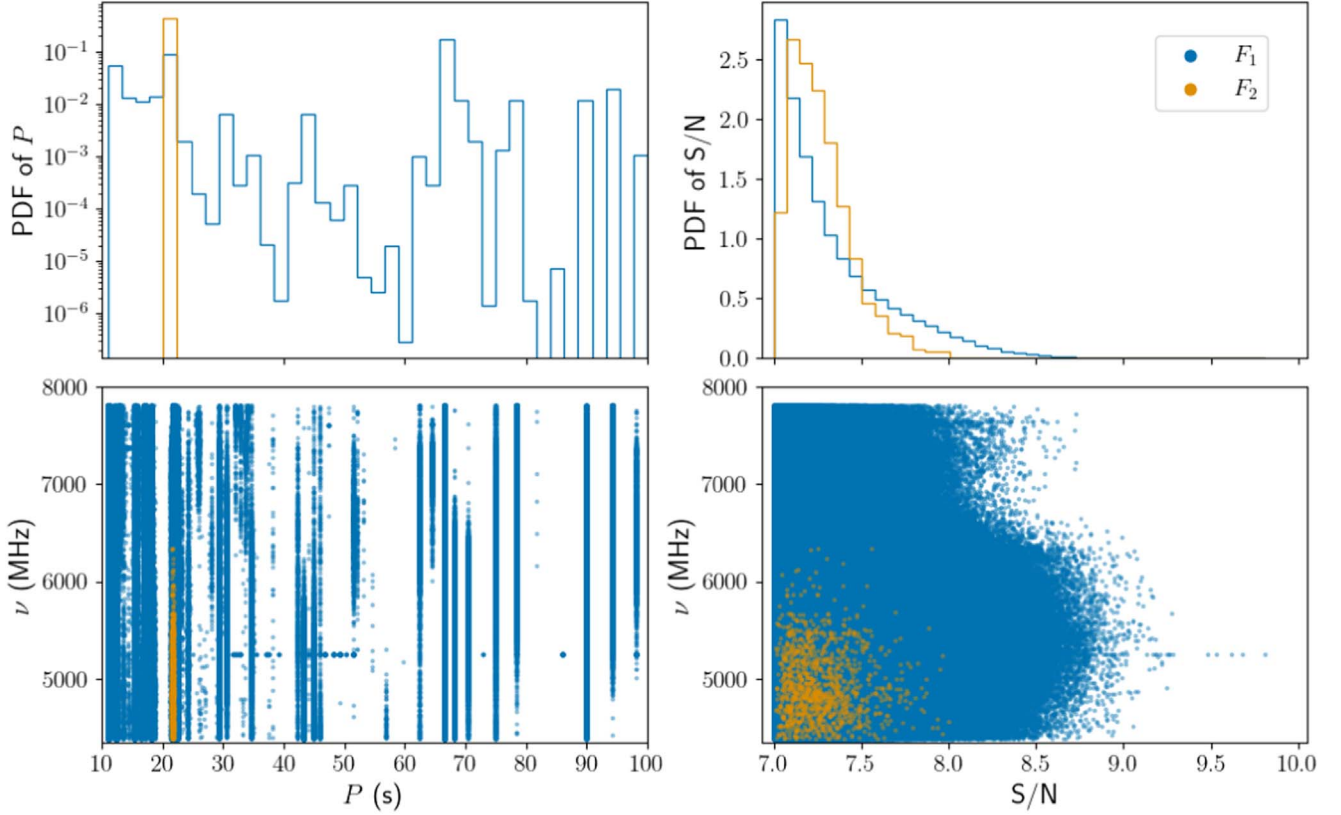 PDF of P
10⁻¹
10⁻²
10⁻³
10⁻⁴
10⁻⁵
10⁻⁶
PDF of S/N
2.5
2.0
1.5
1.0
0.5
0.0
F₁
F₂
ν (MHz)
8000
7000
6000
5000
10 20 30 40 50 60 70 80 90 100
P (s)
ν (MHz)
8000
7000
6000
5000
7.0 7.5 8.0 8.5 9.0 9.5 10.0
S/N